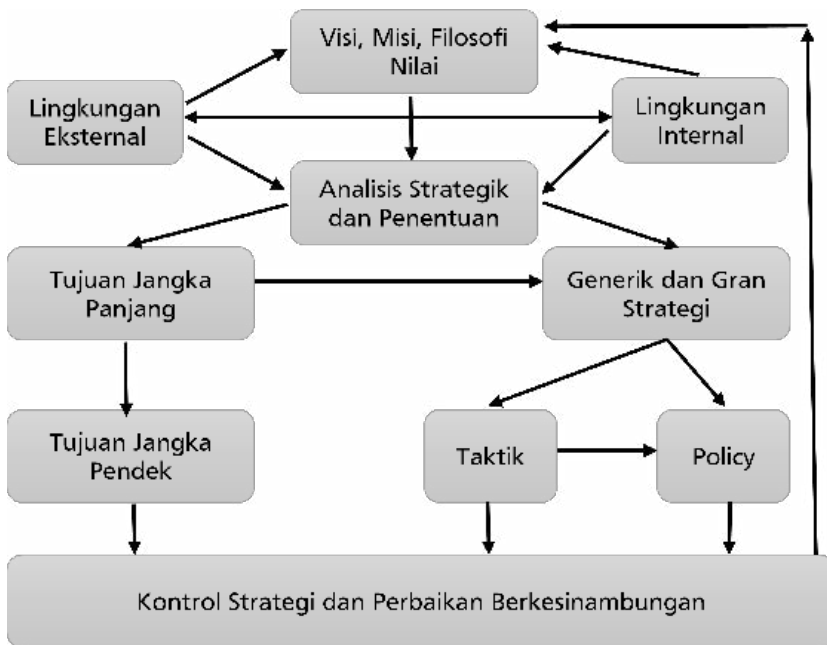 Visi, Misi, Filosofi
Nilai
Lingkungan
Eksternal
Lingkungan
Internal
Analisis Strategik
dan Penentuan
Tujuan Jangka
Panjang
Generik dan Gran
Strategi
Tujuan Jangka
Pendek
Taktik
Policy
Kontrol Strategi dan Perbaikan Berkesinambungan